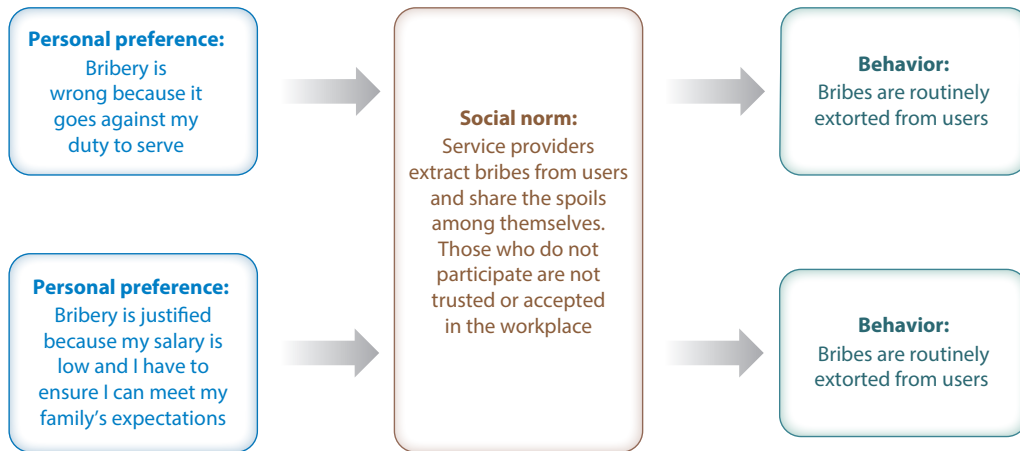 Personal preference:
Bribery is
wrong because it
goes against my
duty to serve
Personal preference:
Bribery is justified
because my salary is
low and I have to
ensure I can meet my
family’s expectations
Social norm:
Service providers
extract bribes from users
and share the spoils
among themselves.
Those who do not
participate are not
trusted or accepted
in the workplace
Behavior:
Bribes are routinely
extorted from users
Behavior:
Bribes are routinely
extorted from users